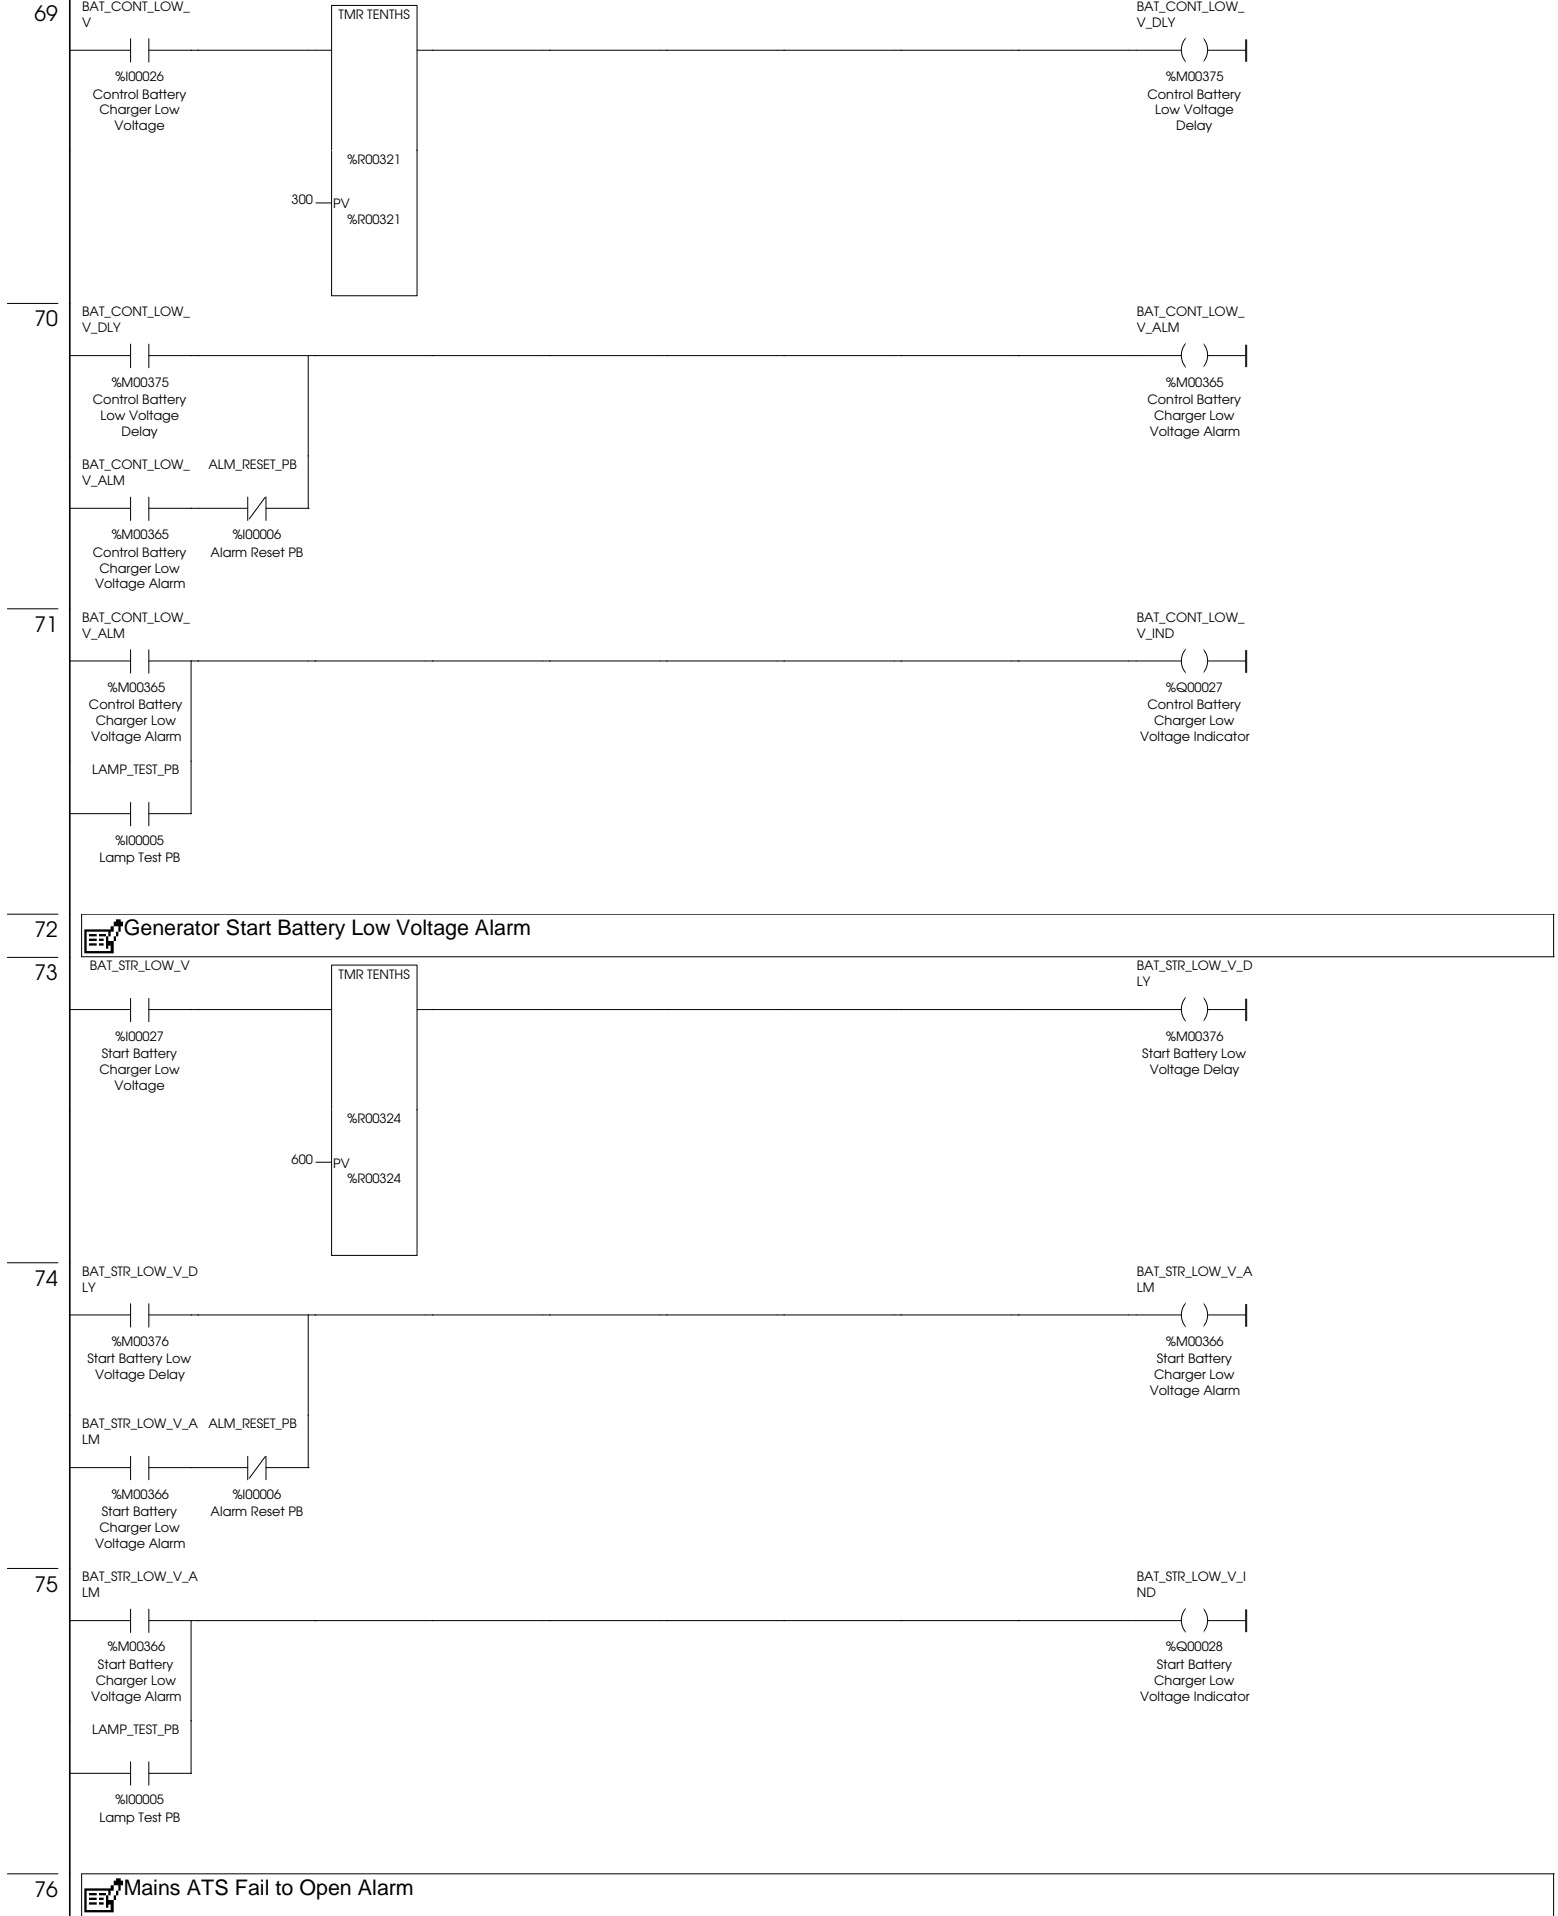 69
BAT_CONT_LOW_
V
TMR TENTHS
BAT_CONT_LOW_
V_DLY
%I00026
Control Battery
Charger Low
Voltage
%M00375
Control Battery
Low Voltage
Delay
%R00321
300
PV
%R00321
70
BAT_CONT_LOW_
V_DLY
BAT_CONT_LOW_
V_ALM
%M00375
Control Battery
Low Voltage
Delay
%M00365
Control Battery
Charger Low
Voltage Alarm
BAT_CONT_LOW_
V_ALM
ALM_RESET_PB
%M00365
Control Battery
Charger Low
Voltage Alarm
%I00006
Alarm Reset PB
71
BAT_CONT_LOW_
V_ALM
BAT_CONT_LOW_
V_IND
%M00365
Control Battery
Charger Low
Voltage Alarm
%Q00027
Control Battery
Charger Low
Voltage Indicator
LAMP_TEST_PB
%I00005
Lamp Test PB
72
Generator Start Battery Low Voltage Alarm
73
BAT_STR_LOW_V
TMR TENTHS
BAT_STR_LOW_V_D
LY
%I00027
Start Battery
Charger Low
Voltage
%M00376
Start Battery Low
Voltage Delay
%R00324
600
PV
%R00324
74
BAT_STR_LOW_V_D
LY
BAT_STR_LOW_V_A
LM
%M00376
Start Battery Low
Voltage Delay
%M00366
Start Battery
Charger Low
Voltage Alarm
BAT_STR_LOW_V_A
LM
ALM_RESET_PB
%M00366
Start Battery
Charger Low
Voltage Alarm
%I00006
Alarm Reset PB
75
BAT_STR_LOW_V_A
LM
BAT_STR_LOW_V_I
ND
%M00366
Start Battery
Charger Low
Voltage Alarm
%Q00028
Start Battery
Charger Low
Voltage Indicator
LAMP_TEST_PB
%I00005
Lamp Test PB
76
Mains ATS Fail to Open Alarm